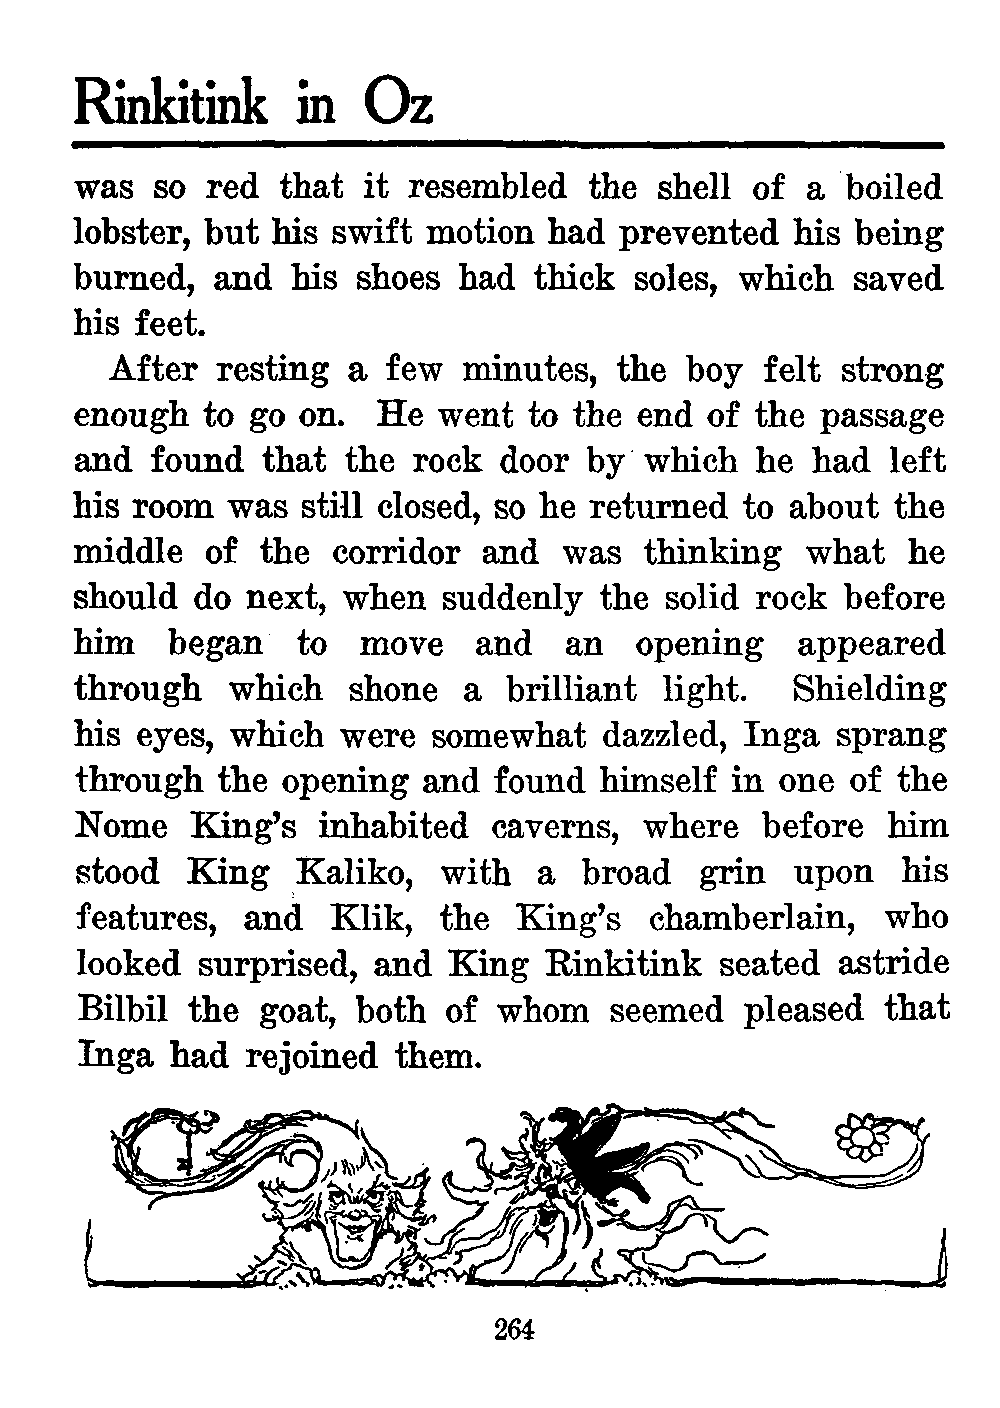 Rinkitink in Oz
was so red that it resembled the shell of a boiled
lobster, but his swift motion had prevented his being
burned, and his shoes had thick soles, which saved
his feet.
After resting a few minutes, the boy felt strong
enough to go on. He went to the end of the passage
and found that the rock door by which he had left
his room was still closed, so he returned to about the
middle of the corridor and was thinking what he
should do next, when suddenly the solid rock before
him began to move and an opening appeared
through which shone a brilliant light. Shielding
his eyes, which were somewhat dazzled, Inga sprang
through the opening and found himself in one of the
Nome King's inhabited caverns, where before him
stood King Kaliko, with a broad grin upon his
features, and Klik, the King's chamberlain, who
looked surprised, and King Rinkitink seated astride
Bilbil the goat, both of whom seemed pleased that
Inga had rejoined them.
264